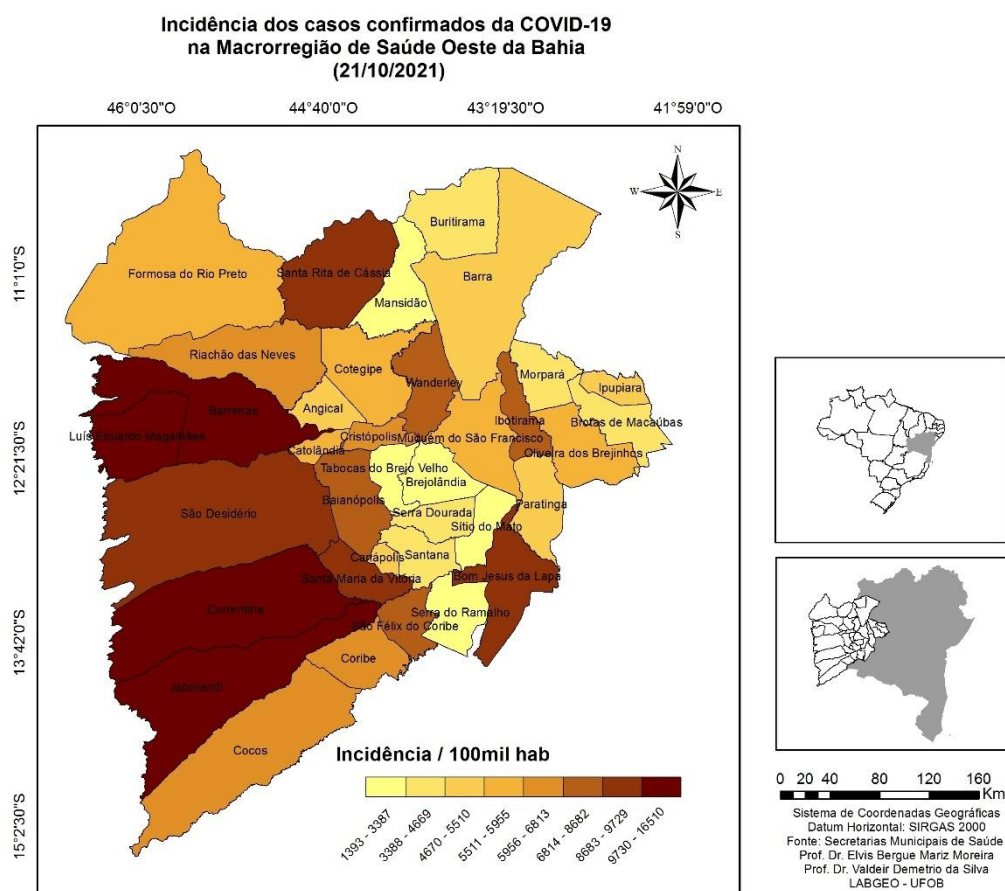 Incidência dos casos confirmados da COVID-19
na Macrorregião de Saúde Oeste da Bahia
(21/10/2021)
46°0'30"O
44°40'0"O
43°19'30"O
41°59'0"O
11°1'0"S
12°21'30"S
13°42'0"S
15°2'30"S
N
W
E
S
Buritirama
Formosa do Rio Preto
Santa Rita de Cássia
Barra
Mansidão
Riachão das Neves
Cotegipe
Wanderley
Morpará
Ipupiara
Angical
Barreiras
Ibotirama
Brotas de Macaúbas
Luís Eduardo Magalhães
Cristópolis
Muquém do São Francisco
Catolândia
Oliveira dos Brejinhos
Tabocas do Brejo Velho
Brejolândia
Baianópolis
Paratinga
São Desidério
Serra Dourada
Sítio do Mato
Canápolis
Santana
Santa Maria da Vitória
Bom Jesus da Lapa
Correntina
Serra do Ramalho
São Félix do Coribe
Coribe
Jaborandi
Cocos
Incidência / 100mil hab
1393 - 3387
3388 - 4669
4670 - 5510
5511 - 5955
5956 - 6813
6814 - 8682
8683 - 9729
9730 - 16510
0 20 40 80 120 160
Km
Sistema de Coordenadas Geográficas
Datum Horizontal: SIRGAS 2000
Fonte: Secretarias Municipais de Saúde
Prof. Dr. Elvis Bergue Mariz Moreira
Prof. Dr. Valdeir Demetrio da Silva
LABGEO - UFOB